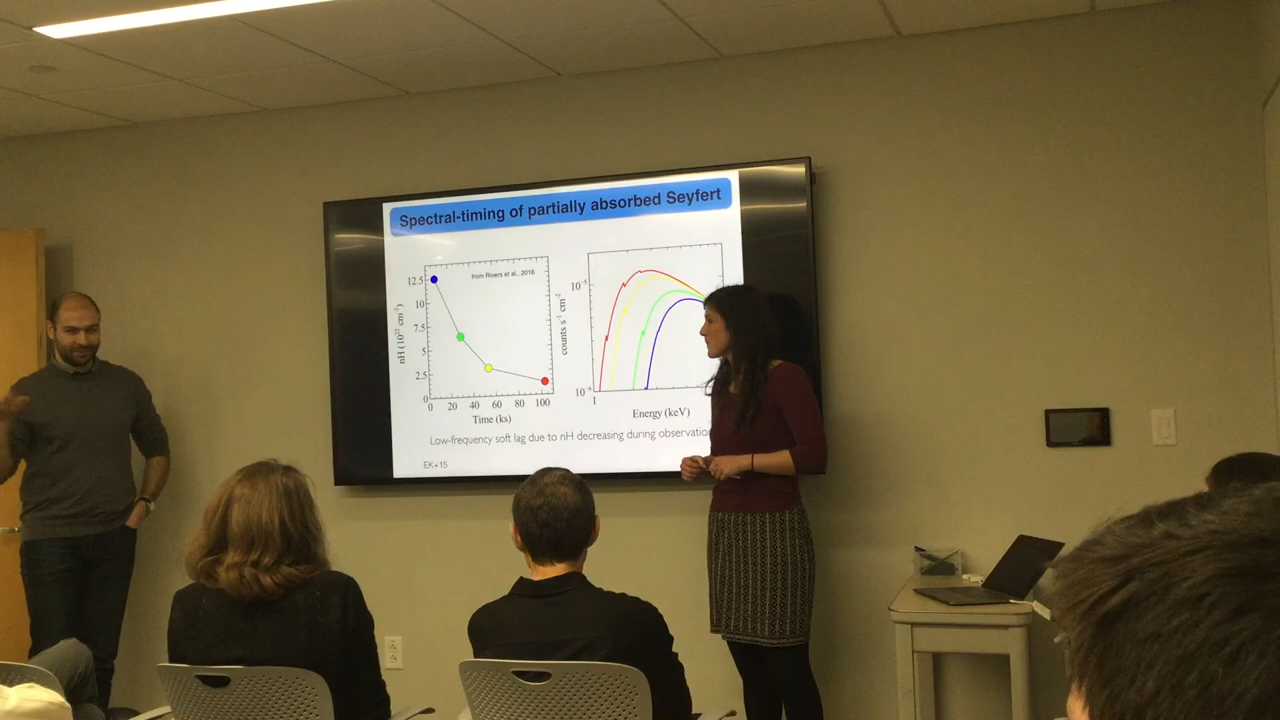 Spectral-timing of partially absorbed Seyfert
from Rivers et al., 2016
nH (10²² cm⁻²)
12.5
10
7.5
5
2.5
0
0 20 40 60 80 100
Time (ks)
counts s⁻¹ cm⁻²
10⁻⁵
1
Energy (keV)
Low-frequency soft lag due to nH decreasing during observatio
EK+15